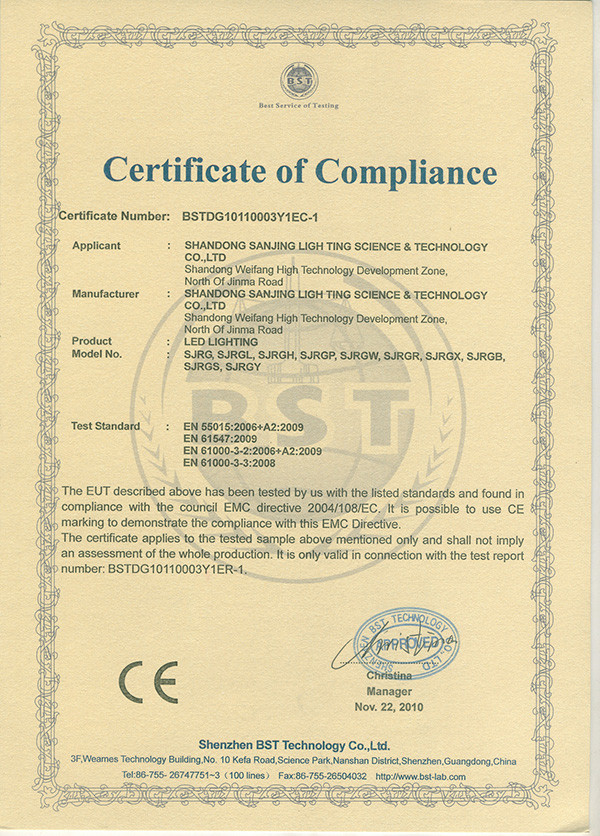 BST
Best Service of Testing
Certificate of Compliance
Certificate Number: BSTDG10110003Y1EC-1
Applicant : SHANDONG SANJING LIGH TING SCIENCE & TECHNOLOGY
CO.,LTD
Shandong Weifang High Technology Development Zone,
North Of Jinma Road
Manufacturer : SHANDONG SANJING LIGH TING SCIENCE & TECHNOLOGY
CO.,LTD
Shandong Weifang High Technology Development Zone,
North Of Jinma Road
Product : LED LIGHTING
Model No. : SJRG, SJRGL, SJRGH, SJRGP, SJRGW, SJRGR, SJRGX, SJRGB,
SJRGS, SJRGY
BST
Test Standard : EN 55015:2006+A2:2009
EN 61547:2009
EN 61000-3-2:2006+A2:2009
EN 61000-3-3:2008
The EUT described above has been tested by us with the listed standards and found in
compliance with the council EMC directive 2004/108/EC. It is possible to use CE
marking to demonstrate the compliance with this EMC Directive.
The certificate applies to the tested sample above mentioned only and shall not imply
an assessment of the whole production. It is only valid in connection with the test report
number: BSTDG10110003Y1ER-1.
SHENZHEN BST TECHNOLOGY CO.,LTD
APPROVED
Christina
CE
Christina
Manager
Nov. 22, 2010
Shenzhen BST Technology Co.,Ltd.
3F,Weames Technology Building,No. 10 Kefa Road,Science Park,Nanshan District,Shenzhen,Guangdong,China
Tel:86-755- 26747751~3 (100 lines) Fax:86-755-26504032 http://www.bst-lab.com